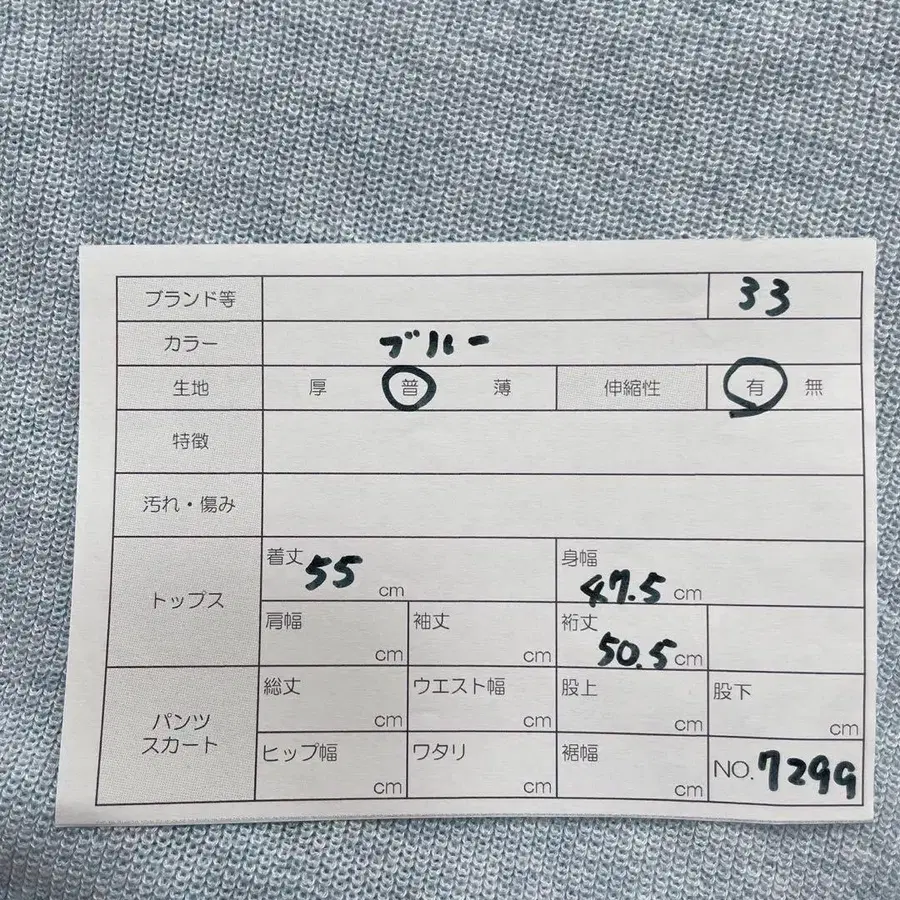 ブランド等 33
カラー ブルー
生地 厚 普 薄 伸縮性 有 無
特徴
汚れ・傷み
トップス
着丈 55 cm 身幅 47.5 cm
肩幅 cm 袖丈 cm 裄丈 50.5 cm
パンツ
スカート
総丈 cm ウエスト幅 cm 股上 cm 股下 cm
ヒップ幅 cm ワタリ cm 裾幅 cm NO. 7299